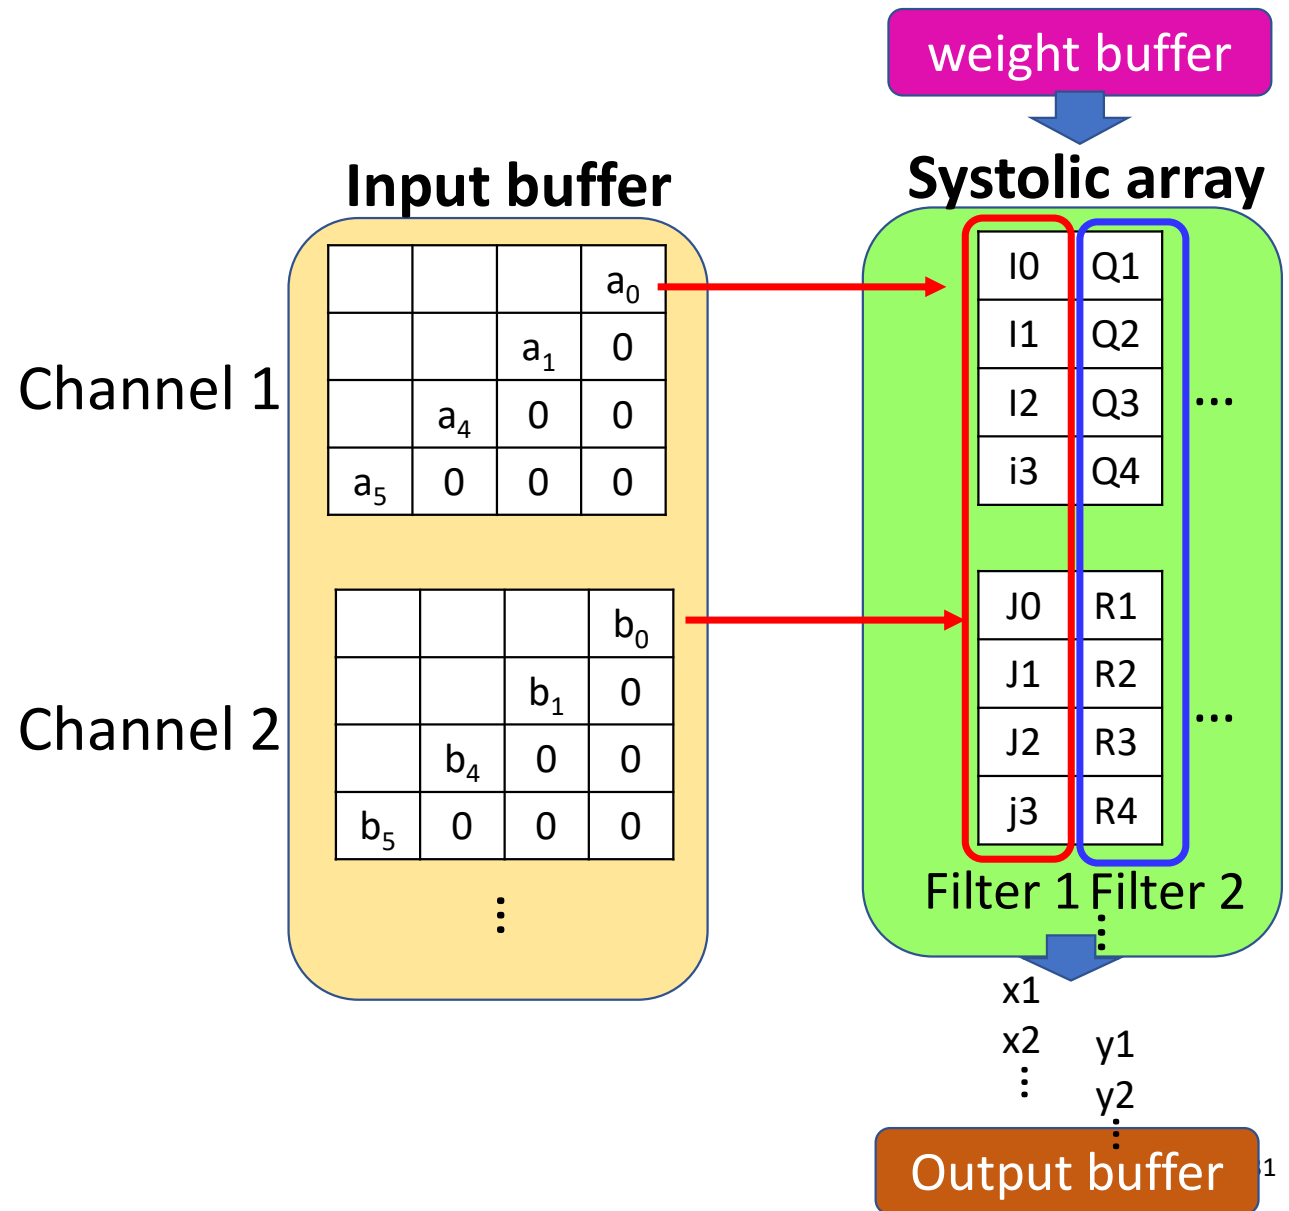 weight buffer
Input buffer
Systolic array
Channel 1
a0
a1 0
a4 0 0
a5 0 0 0
I0 Q1
I1 Q2
I2 Q3
i3 Q4
...
Channel 2
b0
b1 0
b4 0 0
b5 0 0 0
...
J0 R1
J1 R2
J2 R3
j3 R4
...
Filter 1 Filter 2
...
x1
x2 y1
... y2
...
Output buffer